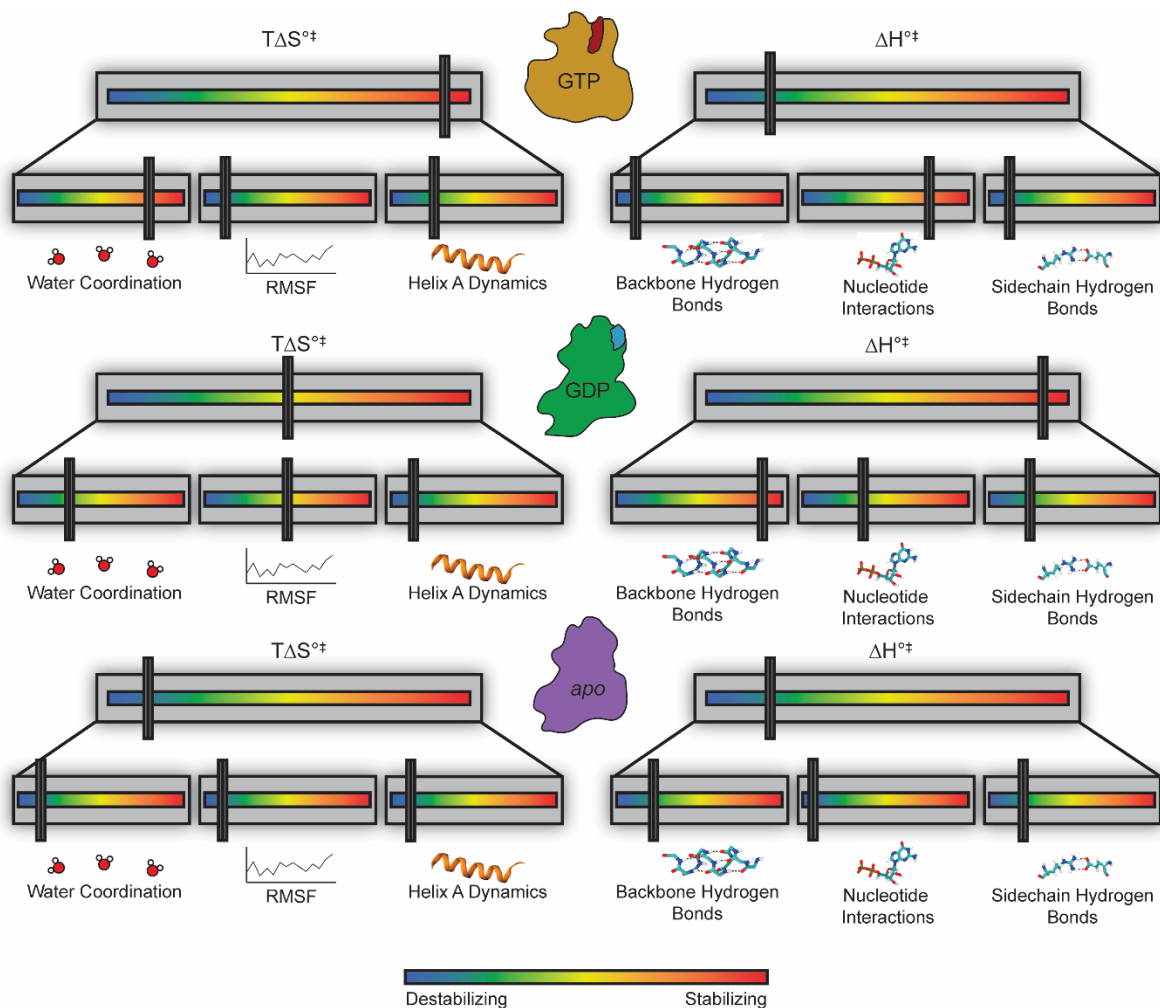 TΔS°‡
GTP
ΔH°‡
Water Coordination
RMSF
Helix A Dynamics
Backbone Hydrogen
Bonds
Nucleotide
Interactions
Sidechain Hydrogen
Bonds
TΔS°‡
GDP
ΔH°‡
Water Coordination
RMSF
Helix A Dynamics
Backbone Hydrogen
Bonds
Nucleotide
Interactions
Sidechain Hydrogen
Bonds
TΔS°‡
apo
ΔH°‡
Water Coordination
RMSF
Helix A Dynamics
Backbone Hydrogen
Bonds
Nucleotide
Interactions
Sidechain Hydrogen
Bonds
Destabilizing
Stabilizing